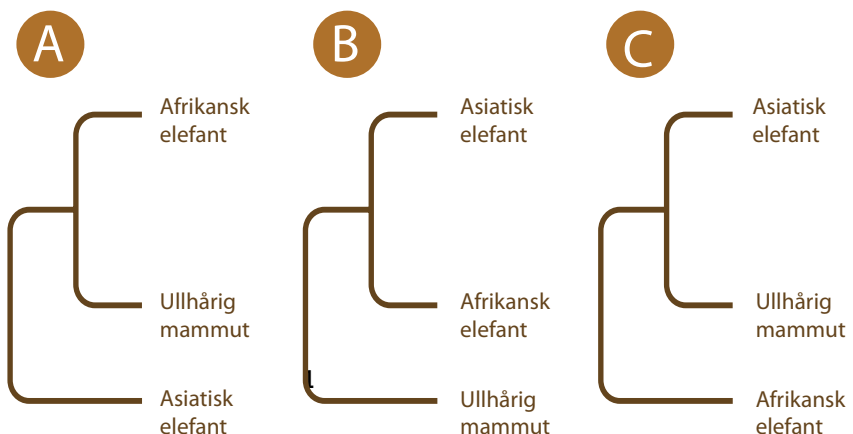 A
Afrikansk
elefant
Ullhårig
mammut
Asiatisk
elefant
B
Asiatisk
elefant
Afrikansk
elefant
Ullhårig
mammut
C
Asiatisk
elefant
Ullhårig
mammut
Afrikansk
elefant